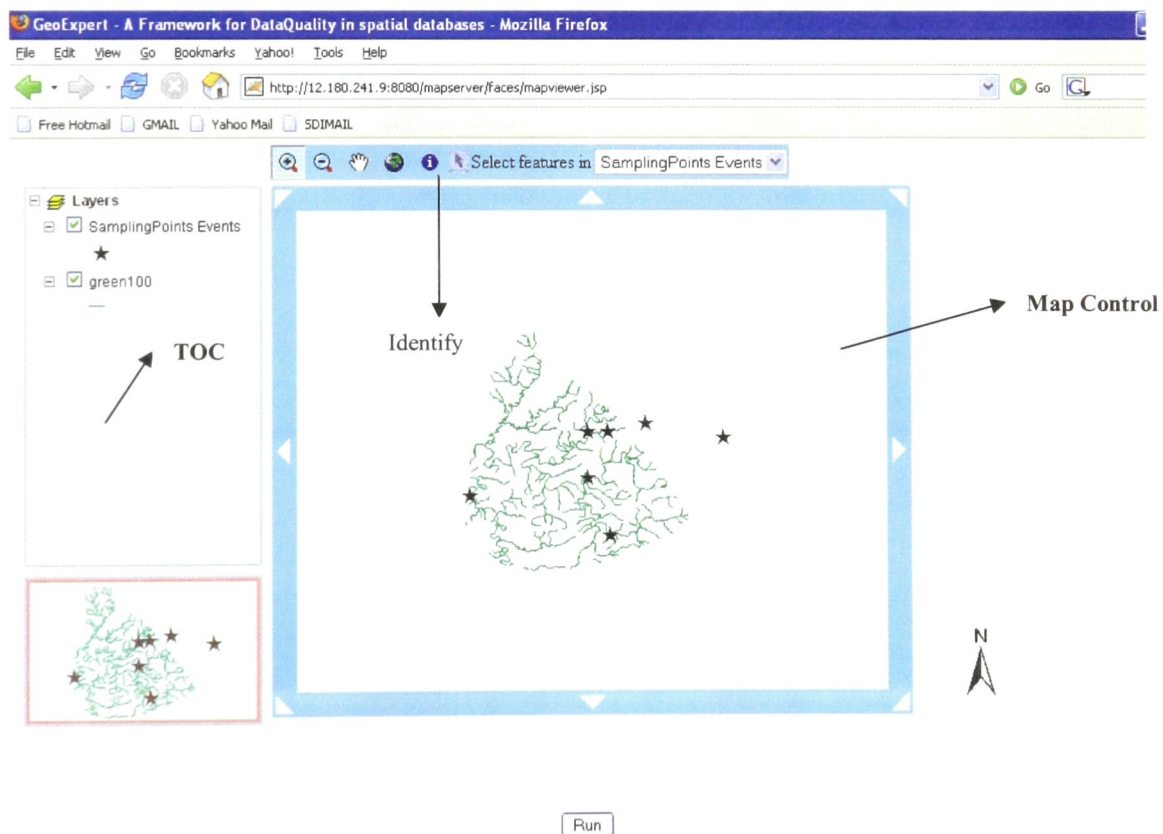 GeoExpert - A Framework for DataQuality in spatial databases - Mozilla Firefox
File Edit View Go Bookmarks Yahoo! Tools Help
http://12.180.241.9:8080/mapserver/faces/mapviewer.jsp Go G
Free Hotmail GMAIL Yahoo Mail SDIMAIL
Select features in SamplingPoints Events
Layers
SamplingPoints Events
green100
TOC
Identify
Map Control
N
Run